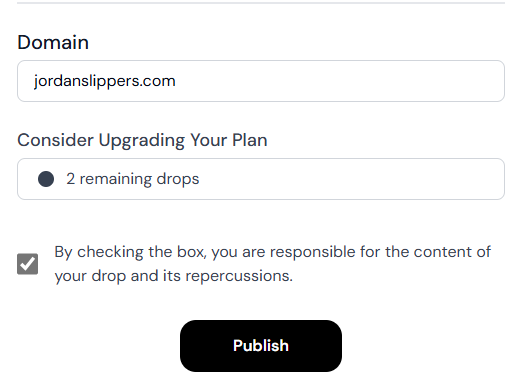 Domain
jordanslippers.com
Consider Upgrading Your Plan
2 remaining drops
By checking the box, you are responsible for the content of
your drop and its repercussions.
Publish